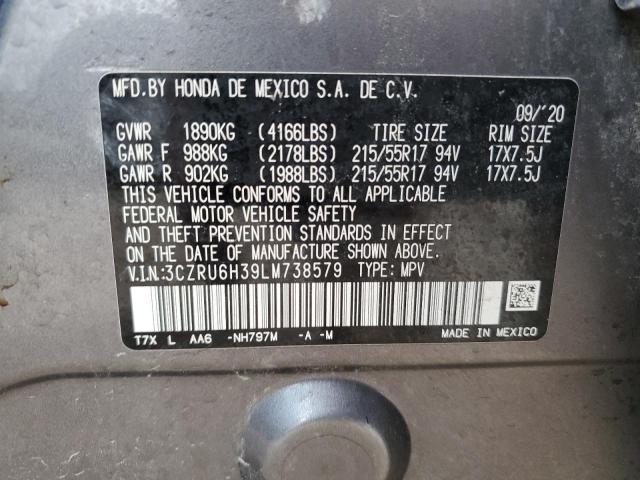 MFD.BY HONDA DE MEXICO S.A. DE C.V.
09/'20
GVWR 1890KG (4166LBS) TIRE SIZE RIM SIZE
GAWR F 988KG (2178LBS) 215/55R17 94V 17X7.5J
GAWR R 902KG (1988LBS) 215/55R17 94V 17X7.5J
THIS VEHICLE CONFORMS TO ALL APPLICABLE
FEDERAL MOTOR VEHICLE SAFETY
AND THEFT PREVENTION STANDARDS IN EFFECT
ON THE DATE OF MANUFACTURE SHOWN ABOVE.
V.I.N.:3CZRU6H39LM738579 TYPE: MPV
T7X L AA6 -NH797M -A -M MADE IN MEXICO